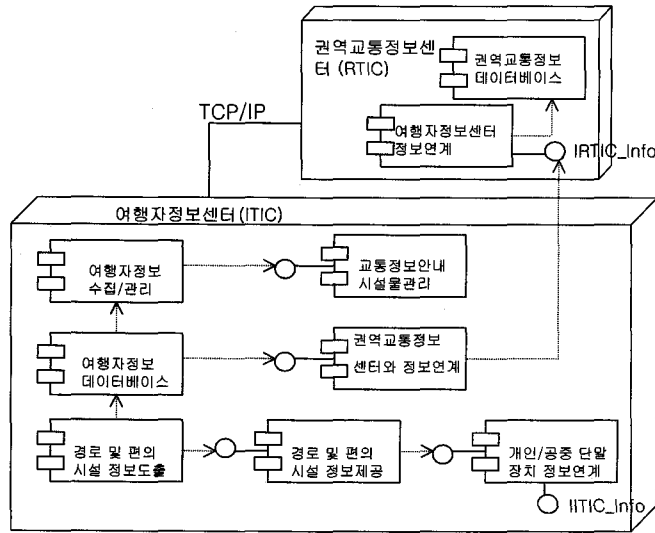 권역교통정보센
터 (RTIC)
권역교통정보
데이터베이스
TCP/IP
여행자정보센터
정보연계
IRTIC_Info
여행자정보센터(ITIC)
여행자정보
수집/관리
교통정보안내
시설물관리
여행자정보
데이터베이스
권역교통정보
센터와 정보연계
경로 및 편의
시설 정보도출
경로 및 편의
시설 정보제공
개인/공중 단말
장치 정보연계
IITIC_Info